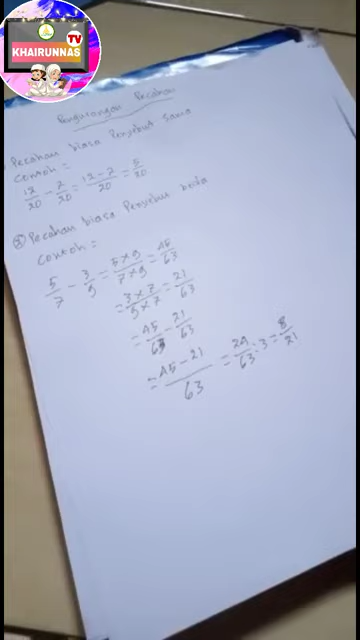 KHAIRUNNAS TV
Pengurangan Pecahan
Pecahan biasa Penyebut Sama
Contoh =
12/20 - 7/20 = 12-7/20 = 5/20
② Pecahan biasa Penyebut beda
Contoh =
5/7 - 3/9 = 5×9/7×9 = 45/63
= 3×7/9×7 = 21/63
= 45/63 - 21/63
= 45-21/63 = 24/63 : 3 = 8/21